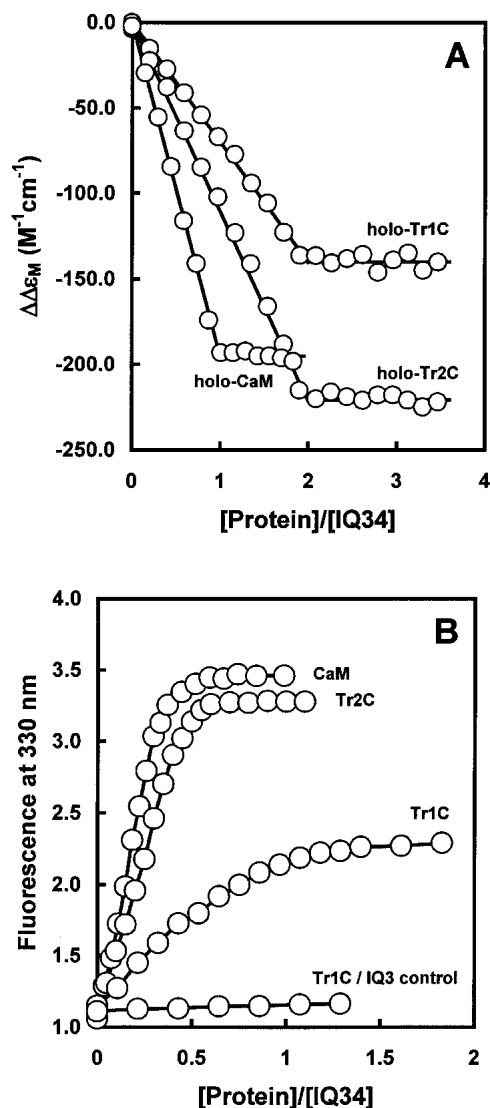 A
0.0
-50.0
-100.0
-150.0
-200.0
-250.0
ΔΔεM (M-1cm-1)
holo-Tr1C
holo-CaM
holo-Tr2C
0 1 2 3 4
[Protein]/[IQ34]
B
4.0
3.5
3.0
2.5
2.0
1.5
1.0
Fluorescence at 330 nm
CaM
Tr2C
Tr1C
Tr1C / IQ3 control
0 0.5 1 1.5 2
[Protein]/[IQ34]